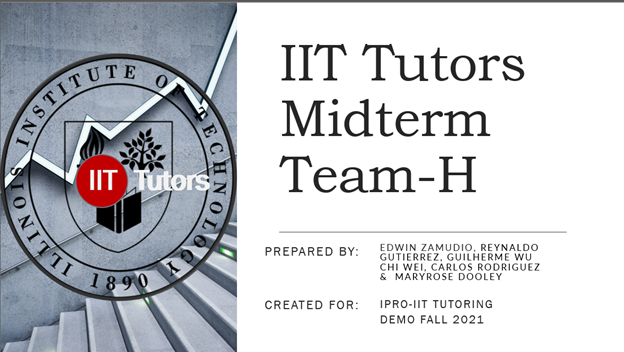 ILLINOIS INSTITUTE OF TECHNOLOGY
1890
IIT Tutors
IIT Tutors
Midterm
Team-H
PREPARED BY:
EDWIN ZAMUDIO, REYNALDO
GUTIERREZ, GUILHERME WU
CHI WEI, CARLOS RODRIGUEZ
& MARYROSE DOOLEY
CREATED FOR:
IPRO-IIT TUTORING
DEMO FALL 2021